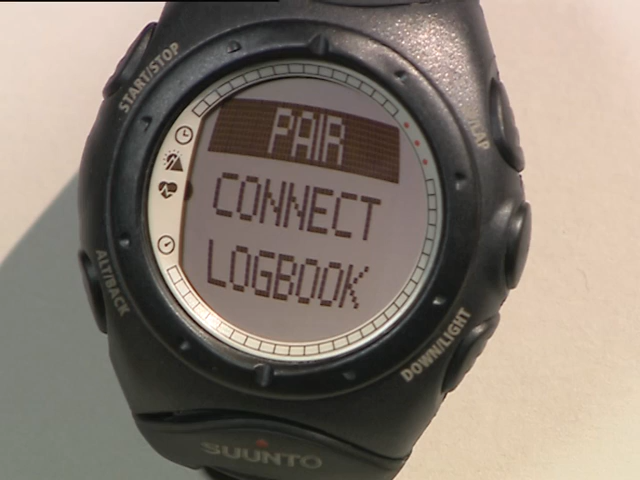 START/STOP
/LAP
PAIR
CONNECT
LOGBOOK
ALT/BACK
DOWN/LIGHT
SUUNTO